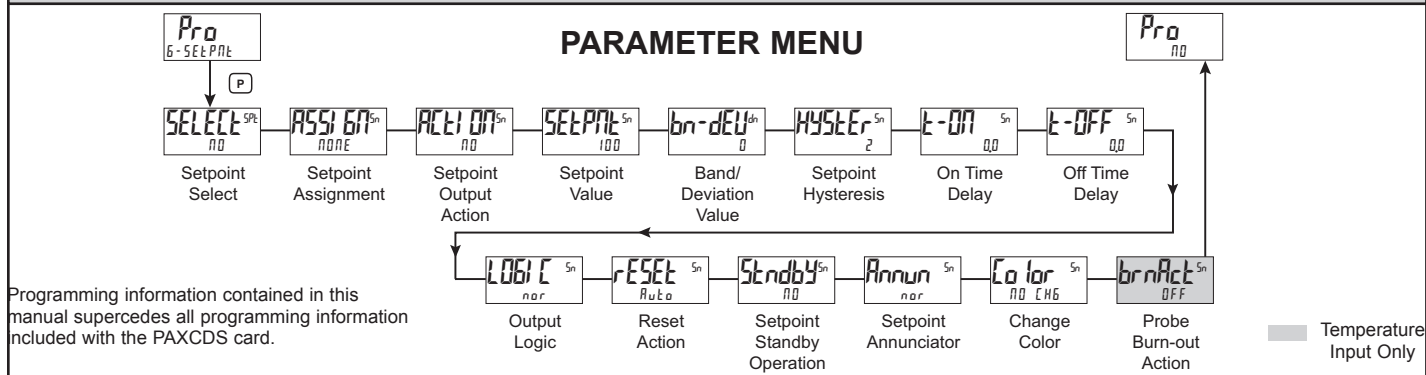 Pro
6-SEtPNt
PARAMETER MENU
Pro
NO
P
SELECt SPt
NO
ASSIGN Sn
NONE
ACtION Sn
NO
SEtPNt Sn
100
bn-dEV dn
0
HYStEr Sn
2
t-ON Sn
0.0
t-OFF Sn
0.0
Setpoint
Select
Setpoint
Assignment
Setpoint
Output
Action
Setpoint
Value
Band/
Deviation
Value
Setpoint
Hysteresis
On Time
Delay
Off Time
Delay
LOGIC Sn
nor
rESEt Sn
Auto
Stndby Sn
NO
Annun Sn
nor
Color Sn
NO CHG
brnAct Sn
OFF
Output
Logic
Reset
Action
Setpoint
Standby
Operation
Setpoint
Annunciator
Change
Color
Probe
Burn-out
Action
Programming information contained in this
manual supercedes all programming information
included with the PAXCDS card.
Temperature
Input Only